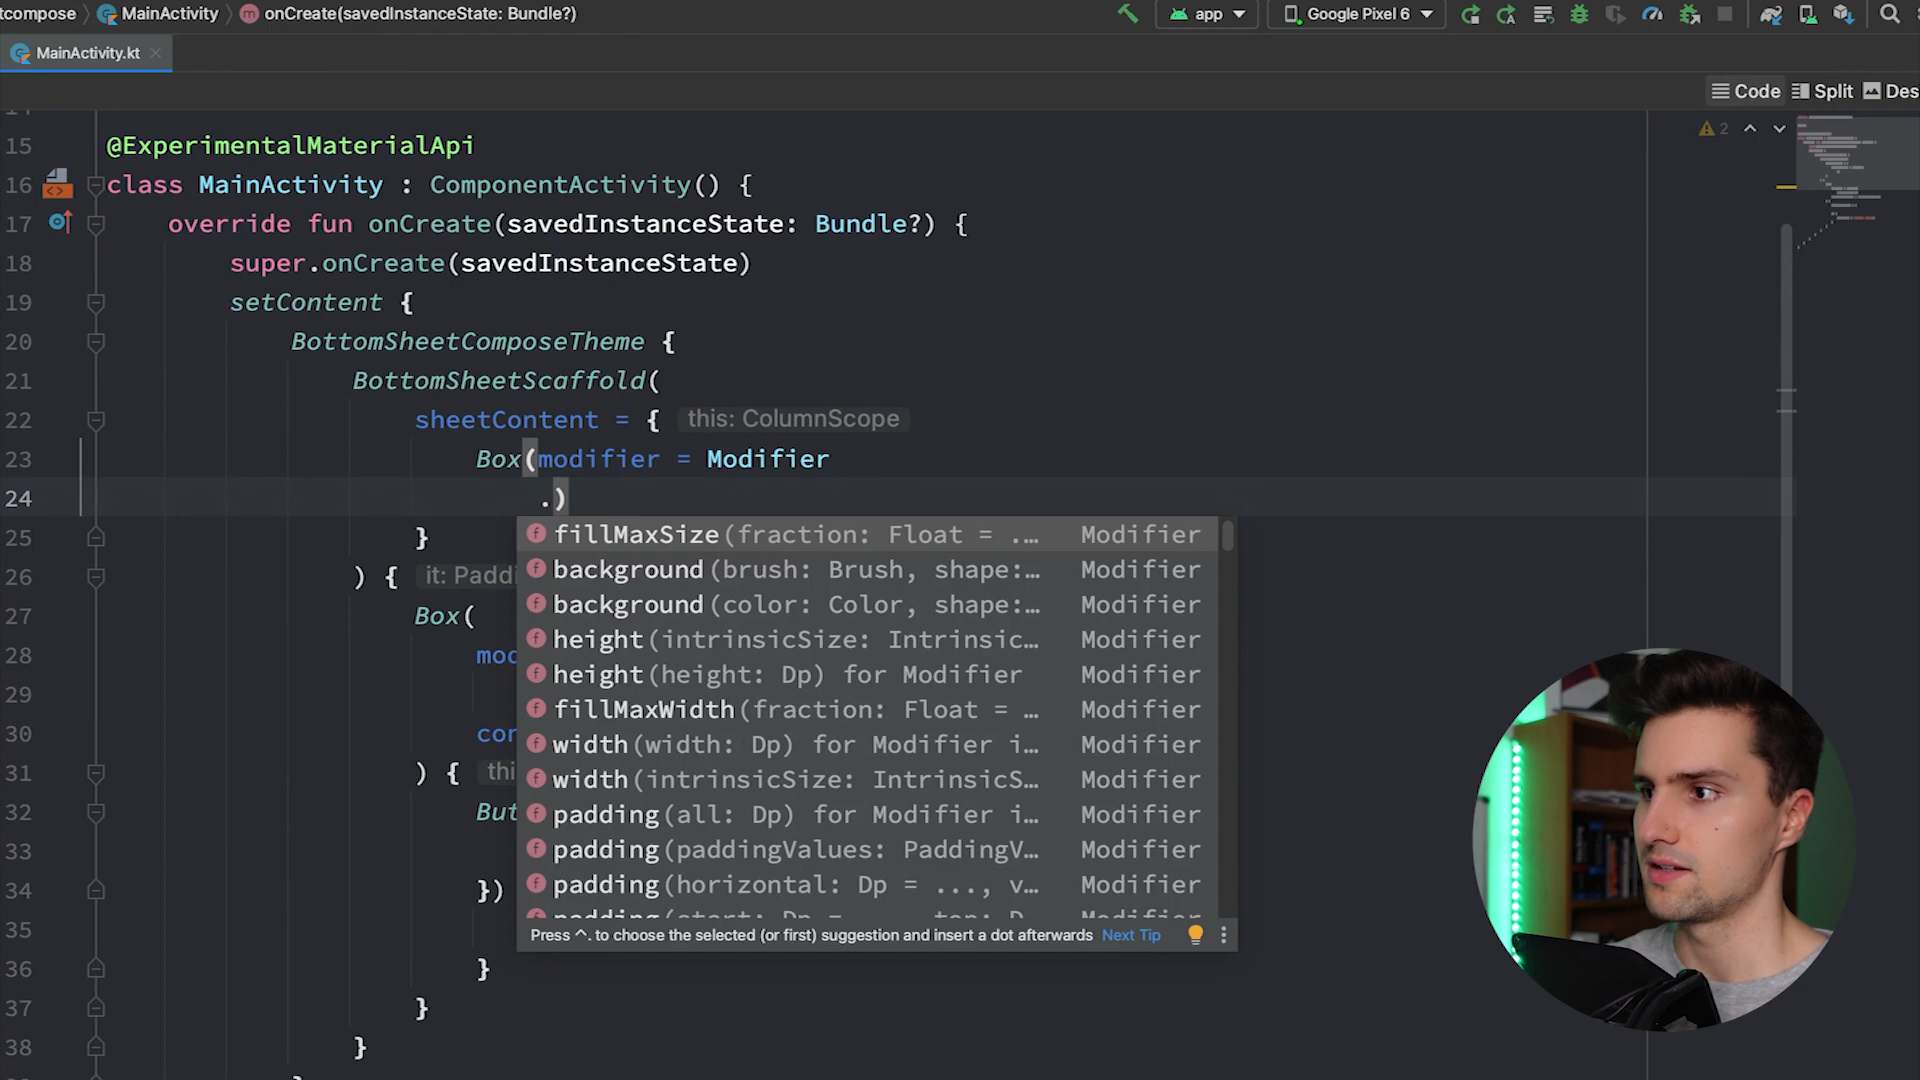 tcompose MainActivity onCreate(savedInstanceState: Bundle?) app Google Pixel 6
MainActivity.kt
Code Split Des
2
15 @ExperimentalMaterialApi
16 class MainActivity : ComponentActivity() {
17 override fun onCreate(savedInstanceState: Bundle?) {
18 super.onCreate(savedInstanceState)
19 setContent {
20 BottomSheetComposeTheme {
21 BottomSheetScaffold(
22 sheetContent = { this: ColumnScope
23 Box(modifier = Modifier
24 .)
25 }
26 ) { it: Paddi
27 Box(
28 mod
29
30 con
31 ) { thi
32 But
33
34 })
35
36 }
37 }
38 }
fillMaxSize(fraction: Float = .… Modifier
background(brush: Brush, shape:… Modifier
background(color: Color, shape:… Modifier
height(intrinsicSize: Intrinsic… Modifier
height(height: Dp) for Modifier Modifier
fillMaxWidth(fraction: Float = … Modifier
width(width: Dp) for Modifier i… Modifier
width(intrinsicSize: IntrinsicS… Modifier
padding(all: Dp) for Modifier i… Modifier
padding(paddingValues: PaddingV… Modifier
padding(horizontal: Dp = ..., v… Modifier
Press ^. to choose the selected (or first) suggestion and insert a dot afterwards Next Tip